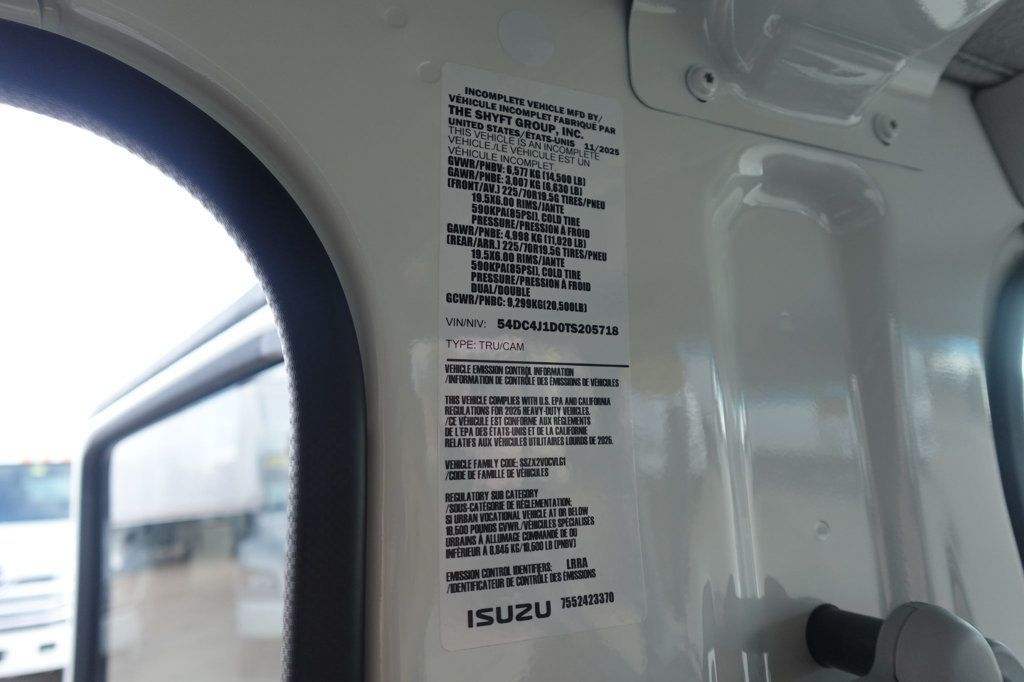 INCOMPLETE VEHICLE MFD BY/
VÉHICULE INCOMPLET FABRIQUÉ PAR
THE SHYFT GROUP, INC.
UNITED STATES/ÉTATS-UNIS 11/2025
THIS VEHICLE IS AN INCOMPLETE
VEHICLE./LE VÉHICULE EST UN
VÉHICULE INCOMPLET
GVWR/PNBV: 6,577 KG (14,500 LB)
GAWR/PNBE: 3,007 KG (6,630 LB)
(FRONT/AV.) 225/70R19.5G TIRES/PNEU
19.5X6.00 RIMS/JANTE
590KPA(85PSI), COLD TIRE
PRESSURE/PRESSION À FROID
GAWR/PNBE: 4,998 KG (11,020 LB)
(REAR/ARR.) 225/70R19.5G TIRES/PNEU
19.5X6.00 RIMS/JANTE
590KPA(85PSI), COLD TIRE
PRESSURE/PRESSION À FROID
DUAL/DOUBLE
GCWR/PNBC: 9,299KG(20,500LB)
VIN/NIV: 54DC4J1D0TS205718
TYPE: TRU/CAM
VEHICLE EMISSION CONTROL INFORMATION
/INFORMATION DE CONTRÔLE DES ÉMISSIONS DE VÉHICULES
THIS VEHICLE COMPLIES WITH U.S. EPA AND CALIFORNIA
REGULATIONS FOR 2025 HEAVY-DUTY VEHICLES.
/CE VÉHICULE EST CONFORME AUX REGLEMENTS
DE L'EPA DES ÉTATS-UNIS ET DE LA CALIFORNIE
RELATIFS AUX VÉHICULES UTILITAIRES LOURDS DE 2025.
VEHICLE FAMILY CODE: SSZX2VOCVLG1
/CODE DE FAMILLE DE VÉHICULES
REGULATORY SUB CATEGORY
/SOUS-CATÉGORIE DE RÉGLEMENTATION:
SI URBAN VOCATIONAL VEHICLE AT OR BELOW
19,500 POUNDS GVWR/VÉHICULES SPÉCIALISÉS
URBAINS À ALLUMAGE COMMANDÉ DE OU
INFÉRIEUR À 8,845 KG/19,500 LB (PNBV)
EMISSION CONTROL IDENTIFIERS: LRRA
/IDENTIFICATEUR DE CONTRÔLE DES ÉMISSIONS
ISUZU 7552423370